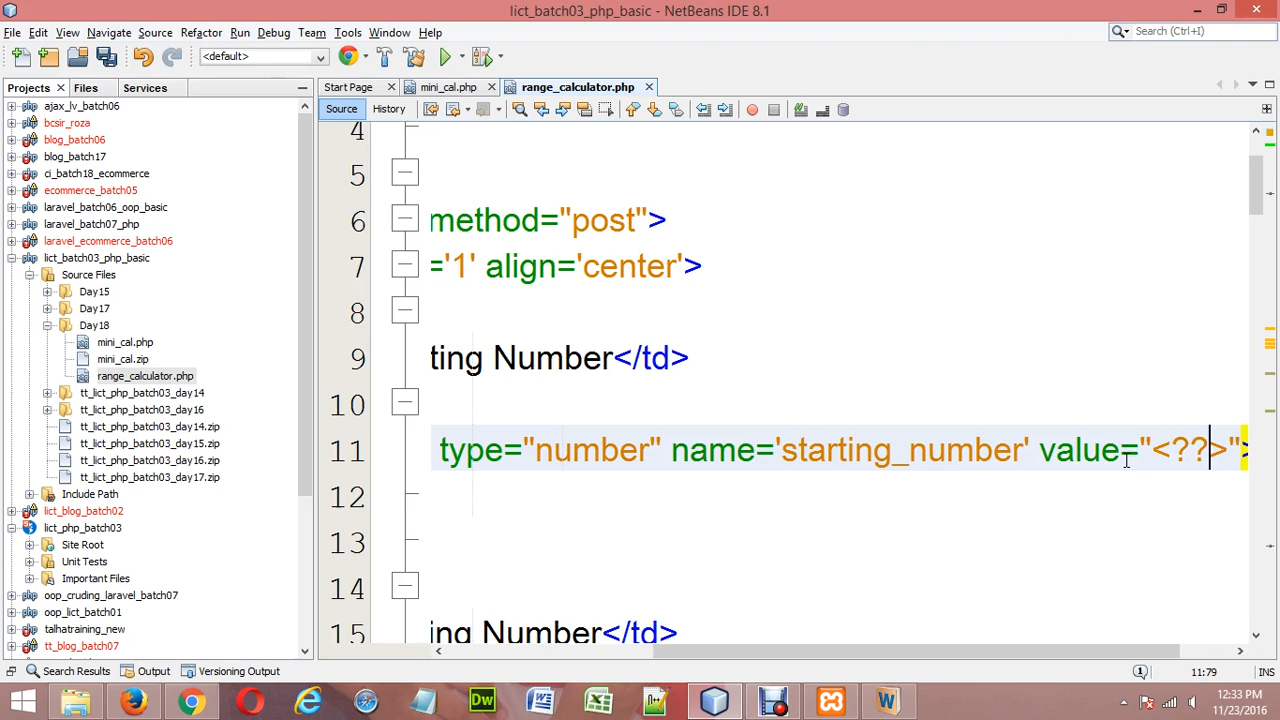 lict_batch03_php_basic - NetBeans IDE 8.1
File Edit View Navigate Source Refactor Run Debug Team Tools Window Help
Search (Ctrl+I)
<default>
Projects Files Services
Start Page mini_cal.php range_calculator.php
Source History
ajax_lv_batch06
bcsir_roza
blog_batch06
blog_batch17
ci_batch18_ecommerce
ecommerce_batch05
laravel_batch06_oop_basic
laravel_batch07_php
laravel_ecommerce_batch06
lict_batch03_php_basic
Source Files
Day15
Day17
Day18
mini_cal.php
mini_cal.zip
range_calculator.php
tt_lict_php_batch03_day14
tt_lict_php_batch03_day16
tt_lict_php_batch03_day14.zip
tt_lict_php_batch03_day15.zip
tt_lict_php_batch03_day16.zip
tt_lict_php_batch03_day17.zip
Include Path
lict_blog_batch02
lict_php_batch03
Site Root
Unit Tests
Important Files
oop_cruding_laravel_batch07
oop_lict_batch01
talhatraining_new
tt_blog_batch07
4
5
6 method="post">
7 ='1' align='center'>
8
9 ting Number</td>
10
11 type="number" name='starting_number' value="<??>">
12
13
14
15 ing Number</td>
Search Results Output Versioning Output
1 11:79 INS
12:33 PM
11/23/2016